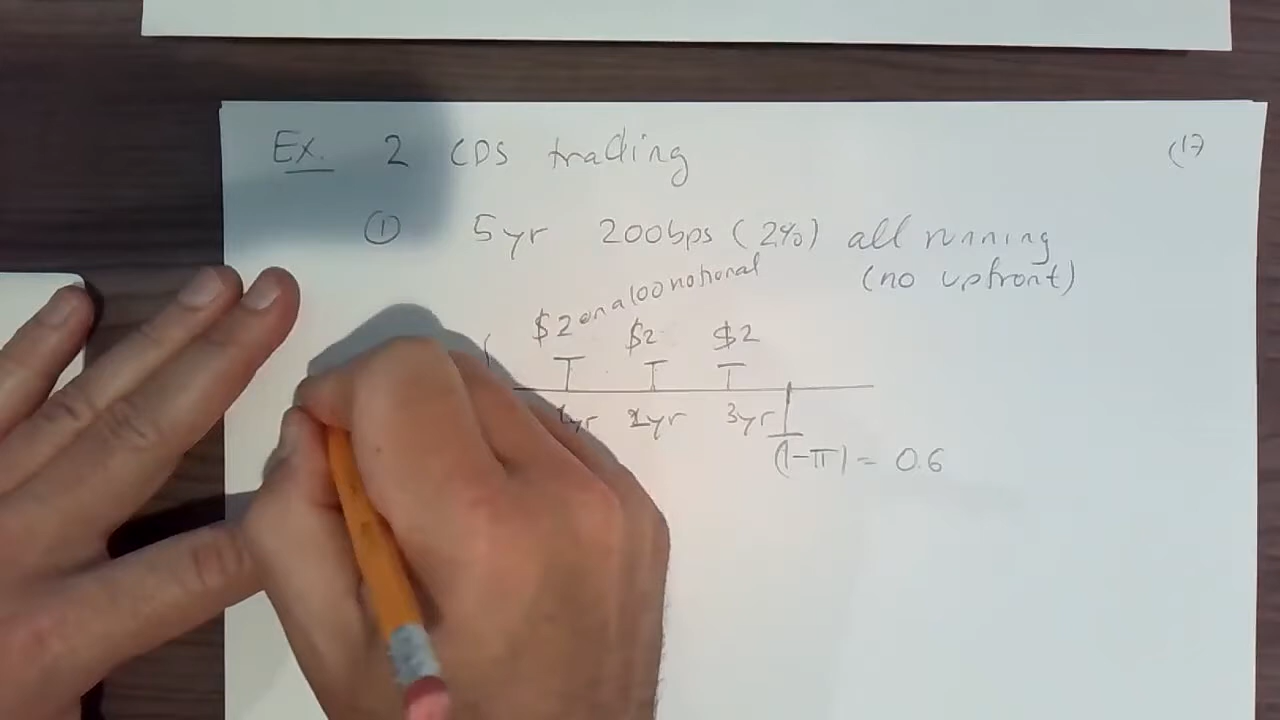 Ex. 2 CDS trading (17
① 5yr 200bps (2%) all running
(no upfront)
$2 on a 100 notional $2 $2
1yr 2yr 3yr
(1-π) = 0.6